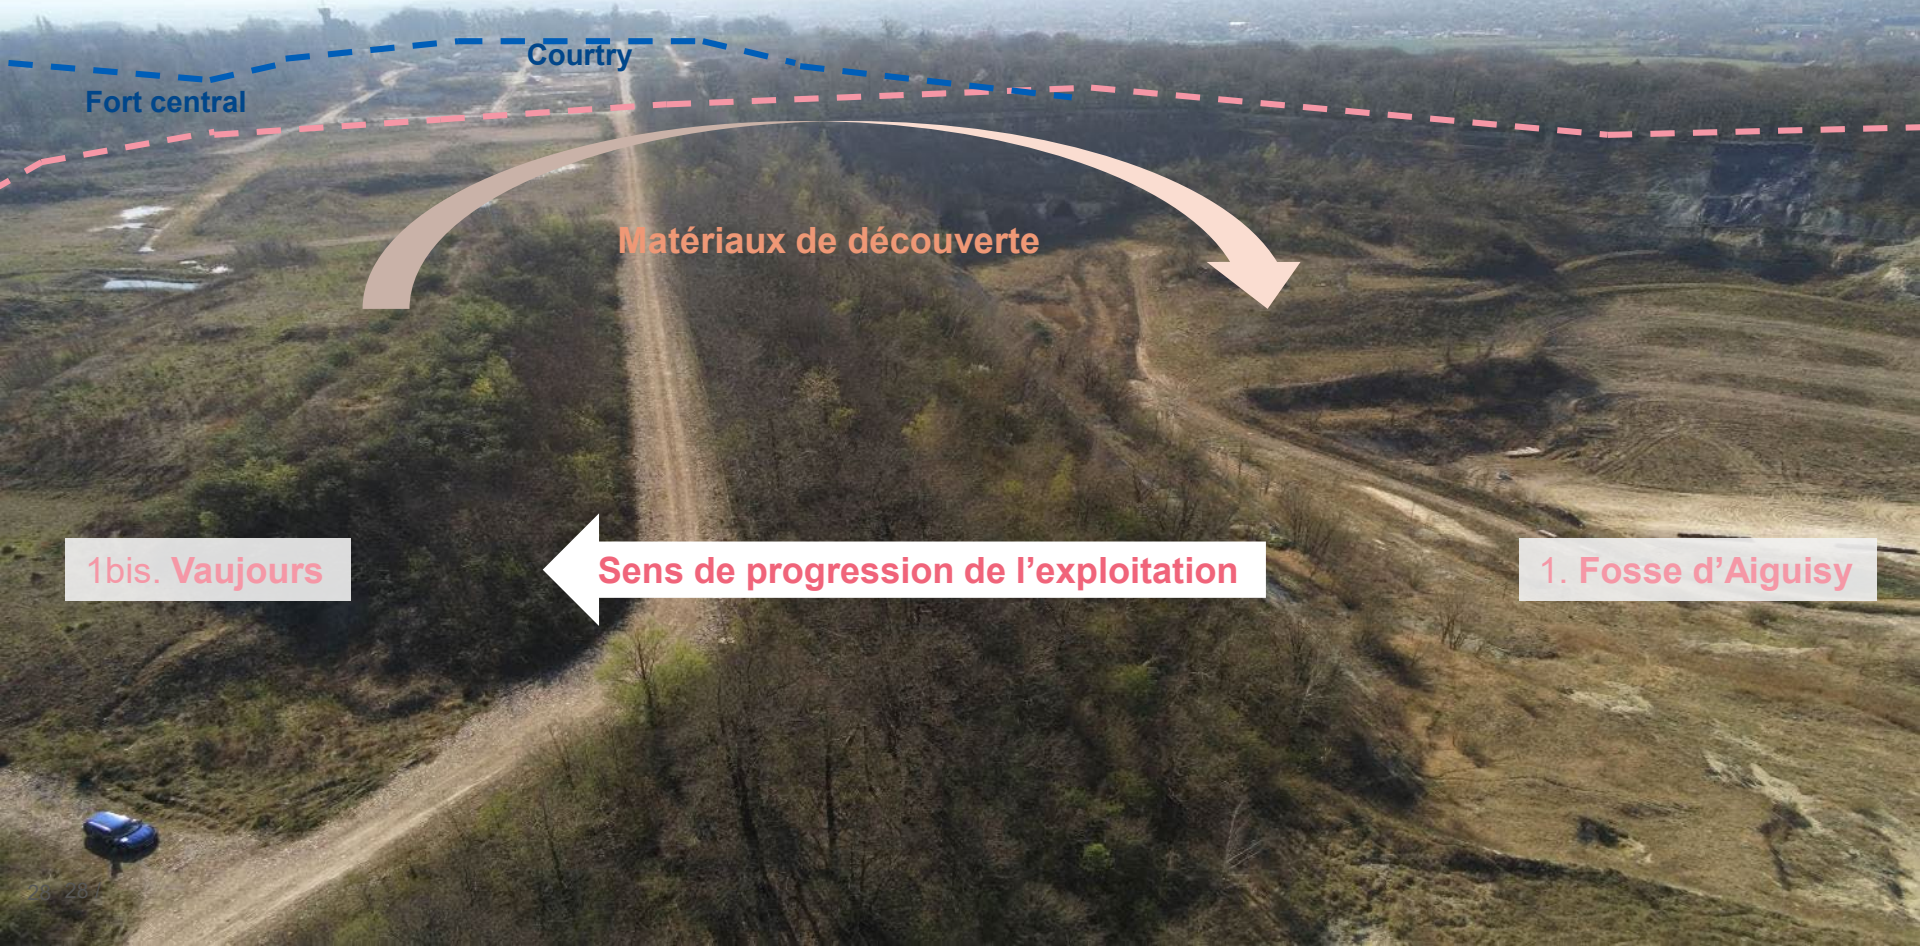 Courtry
Fort central
Matériaux de découverte
1bis. Vaujours
Sens de progression de l’exploitation
1. Fosse d’Aiguisy